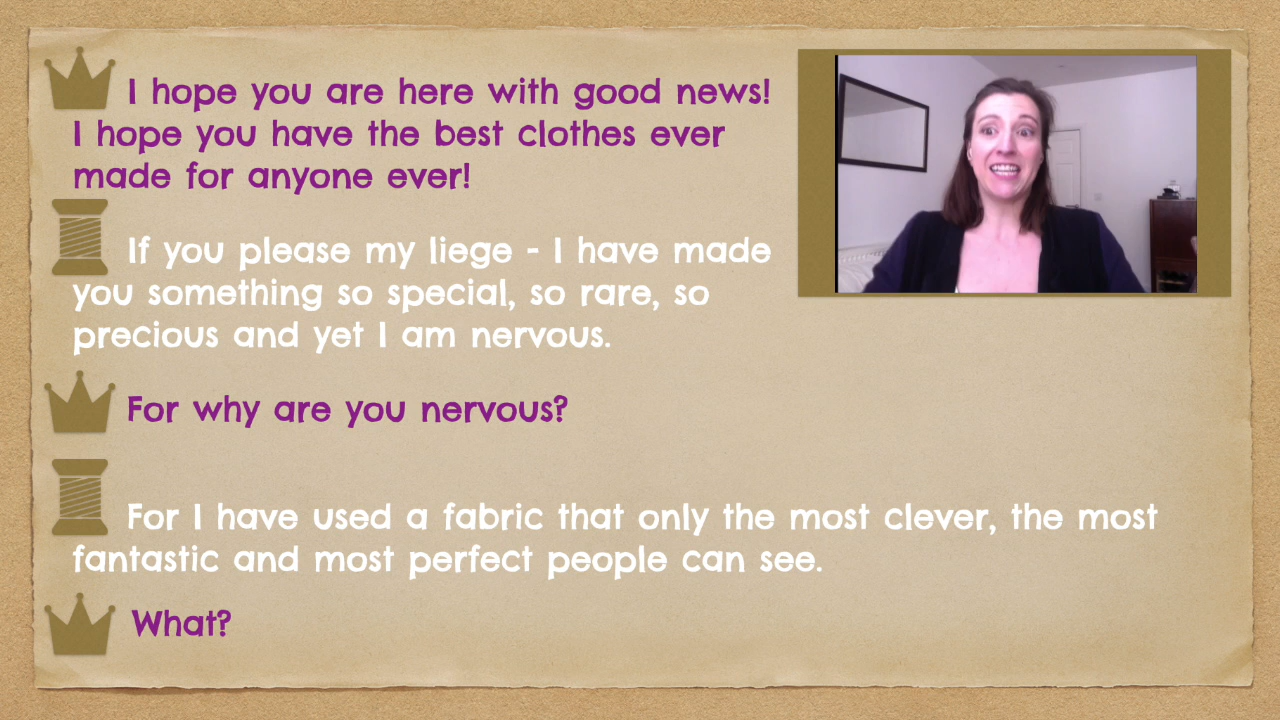 I hope you are here with good news!
I hope you have the best clothes ever
made for anyone ever!
If you please my liege - I have made
you something so special, so rare, so
precious and yet I am nervous.
For why are you nervous?
For I have used a fabric that only the most clever, the most
fantastic and most perfect people can see.
What?